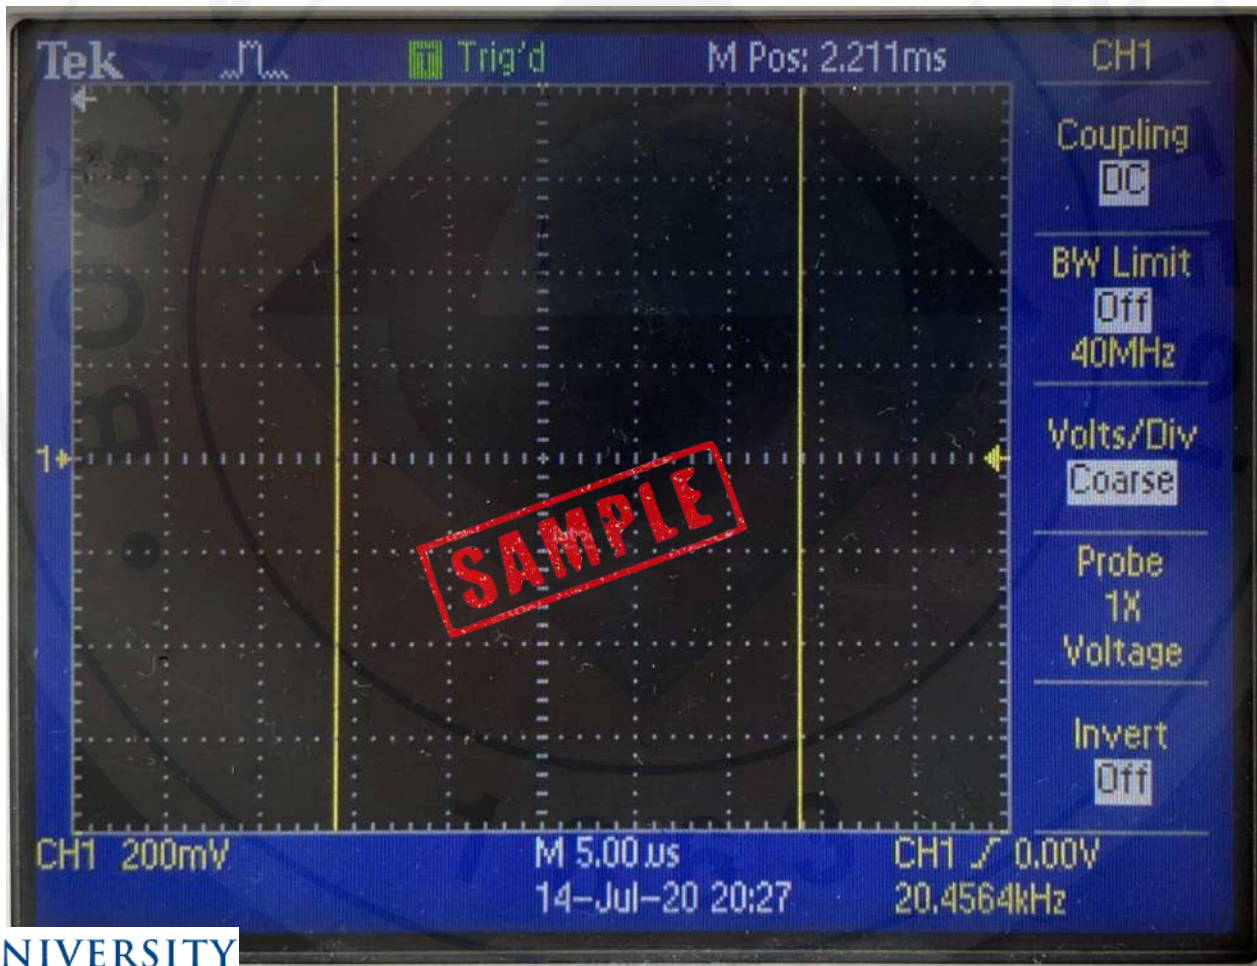 Tek Trig'd M Pos: 2.211ms CH1
Coupling
DC
BW Limit
Off
40MHz
Volts/Div
Coarse
1
SAMPLE
Probe
1X
Voltage
Invert
Off
CH1 200mV M 5.00µs CH1 0.00V
14-Jul-20 20:27 20.4564kHz
NIVERSITY